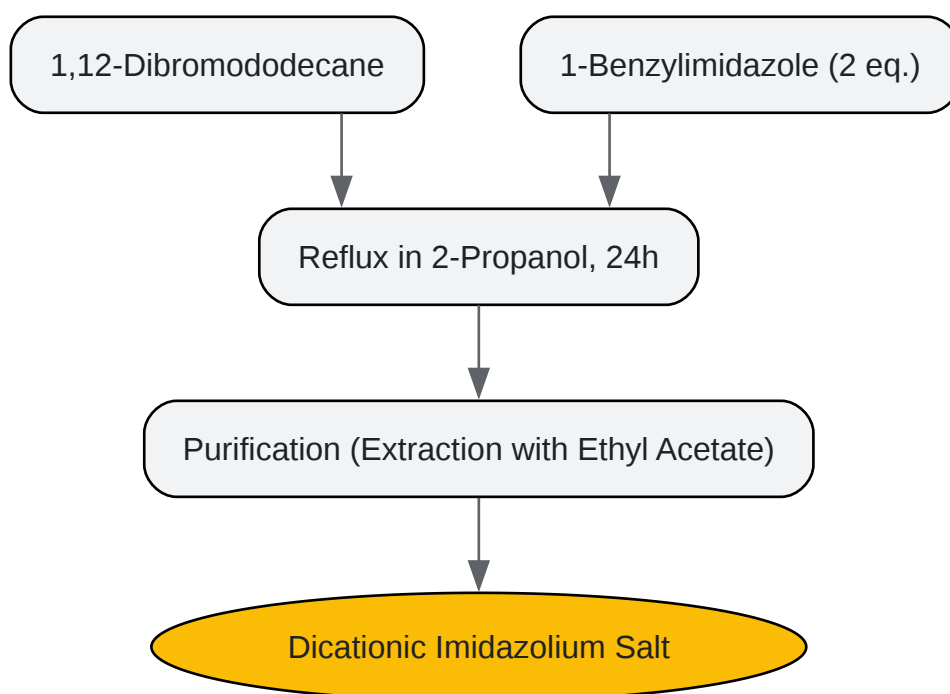 1,12-Dibromododecane
1-Benzylimidazole (2 eq.)
Reflux in 2-Propanol, 24h
Purification (Extraction with Ethyl Acetate)
Dicationic Imidazolium Salt